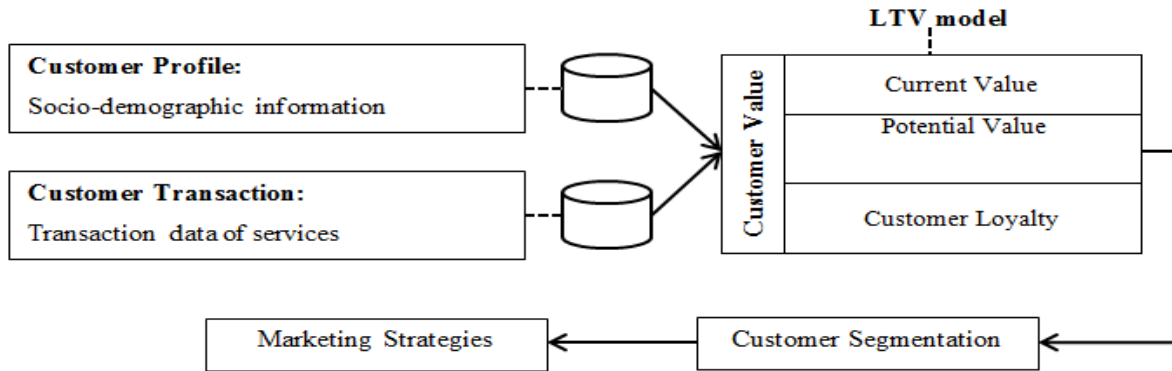 LTV model
Customer Profile:
Socio-demographic information
Customer Transaction:
Transaction data of services
Customer Value
Current Value
Potential Value
Customer Loyalty
Marketing Strategies
Customer Segmentation